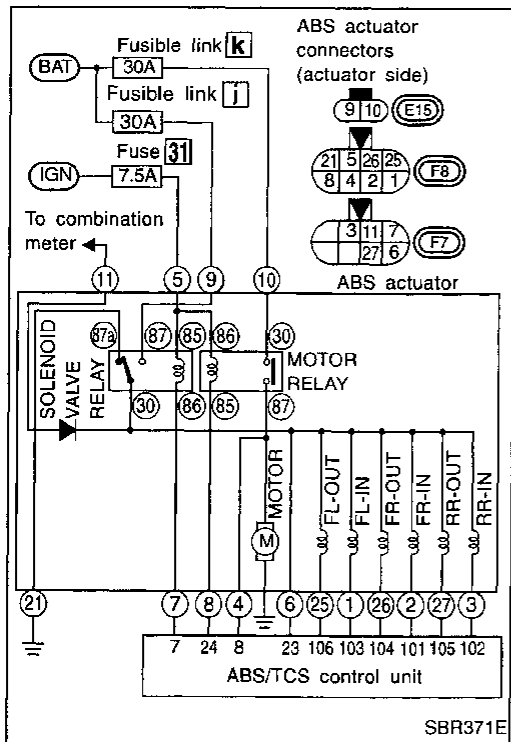 Fusible link k
BAT
30A
Fusible link j
30A
Fuse 31
IGN
7.5A
To combination
meter
ABS actuator
connectors
(actuator side)
9 10
E15
21 5 26 25
8 4 2 1
F8
3 11 7
27 6
F7
ABS actuator
11 5 9 10
87a 87 85 86 30
SOLENOID
VALVE
RELAY
MOTOR
RELAY
30 86 85 87
MOTOR
M
FL-OUT
FL-IN
FR-OUT
FR-IN
RR-OUT
RR-IN
21 7 8 4 6 25 1 26 2 27 3
7 24 8 23 106 103 104 101 105 102
ABS/TCS control unit
SBR371E